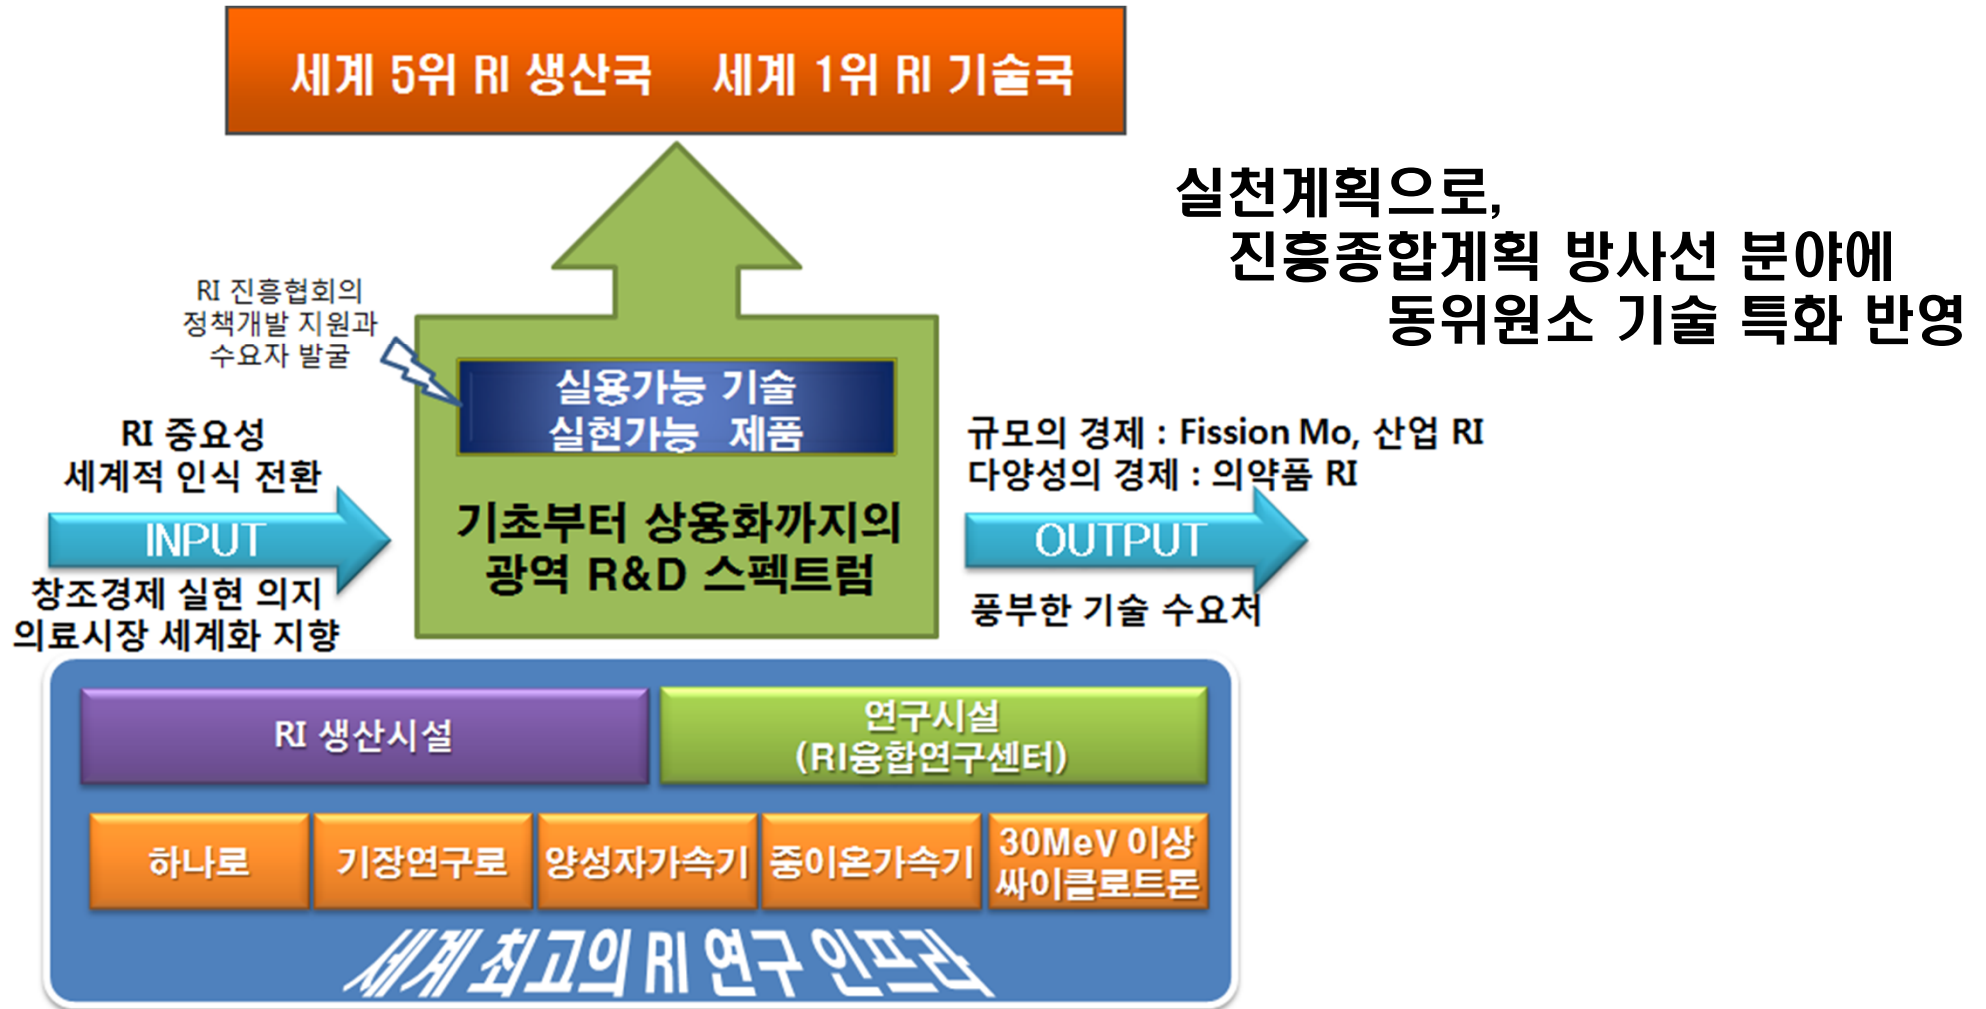 세계 5위 RI 생산국 세계 1위 RI 기술국
실천계획으로,
진흥종합계획 방사선 분야에
동위원소 기술 특화 반영
RI 진흥협회의
정책개발 지원과
수요자 발굴
실용가능 기술
실현가능 제품
기초부터 상용화까지의
광역 R&D 스펙트럼
RI 중요성
세계적 인식 전환
INPUT
창조경제 실현 의지
의료시장 세계화 지향
규모의 경제 : Fission Mo, 산업 RI
다양성의 경제 : 의약품 RI
OUTPUT
풍부한 기술 수요처
RI 생산시설
연구시설
(RI융합연구센터)
하나로
기장연구로
양성자가속기
중이온가속기
30MeV 이상
싸이클로트론
세계 최고의 RI 연구 인프라